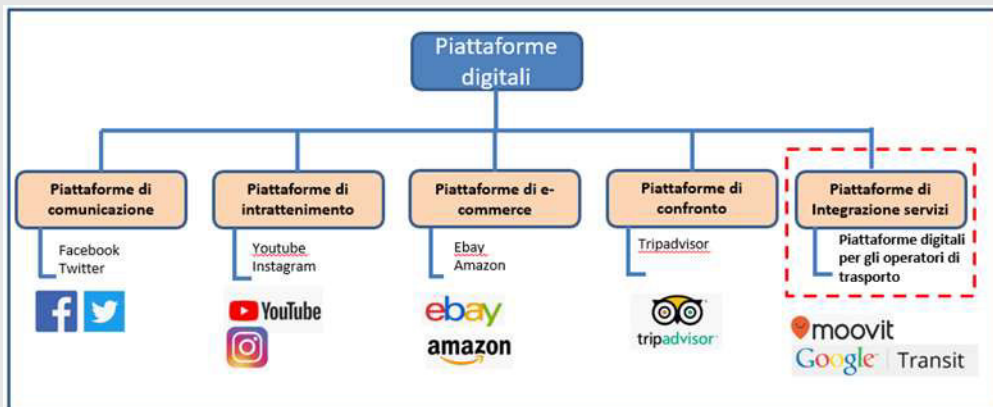 Piattaforme
digitali
Piattaforme di
comunicazione
Facebook
Twitter
Piattaforme di
intrattenimento
Youtube
Instagram
YouTube
Piattaforme di e-
commerce
Ebay
Amazon
ebay
amazon
Piattaforme di
confronto
Tripadvisor
tripadvisor
Piattaforme di
Integrazione servizi
Piattaforme digitali
per gli operatori di
trasporto
moovit
Google Transit